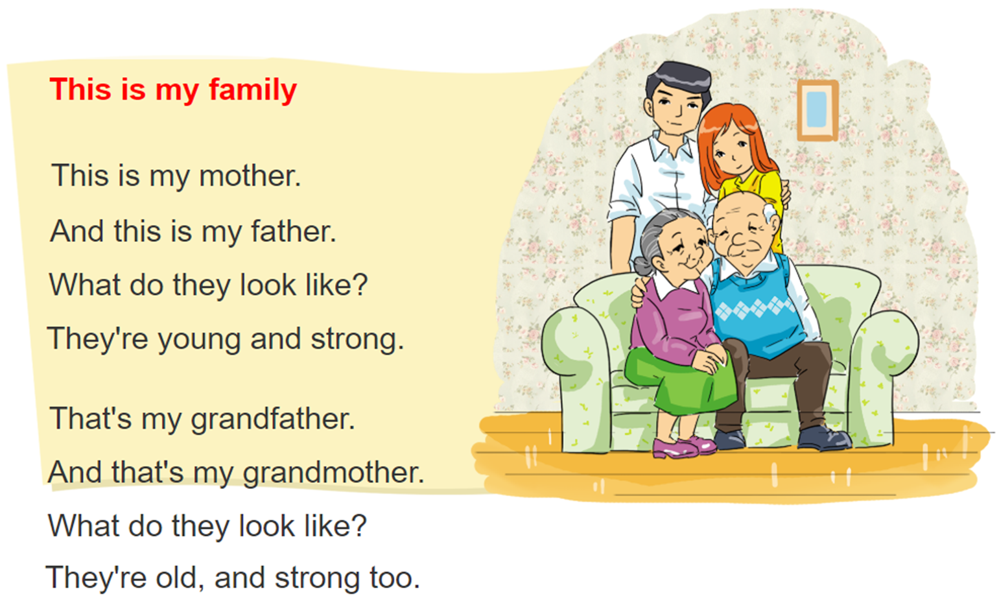 This is my family
This is my mother.
And this is my father.
What do they look like?
They're young and strong.
That's my grandfather.
And that's my grandmother.
What do they look like?
They're old, and strong too.